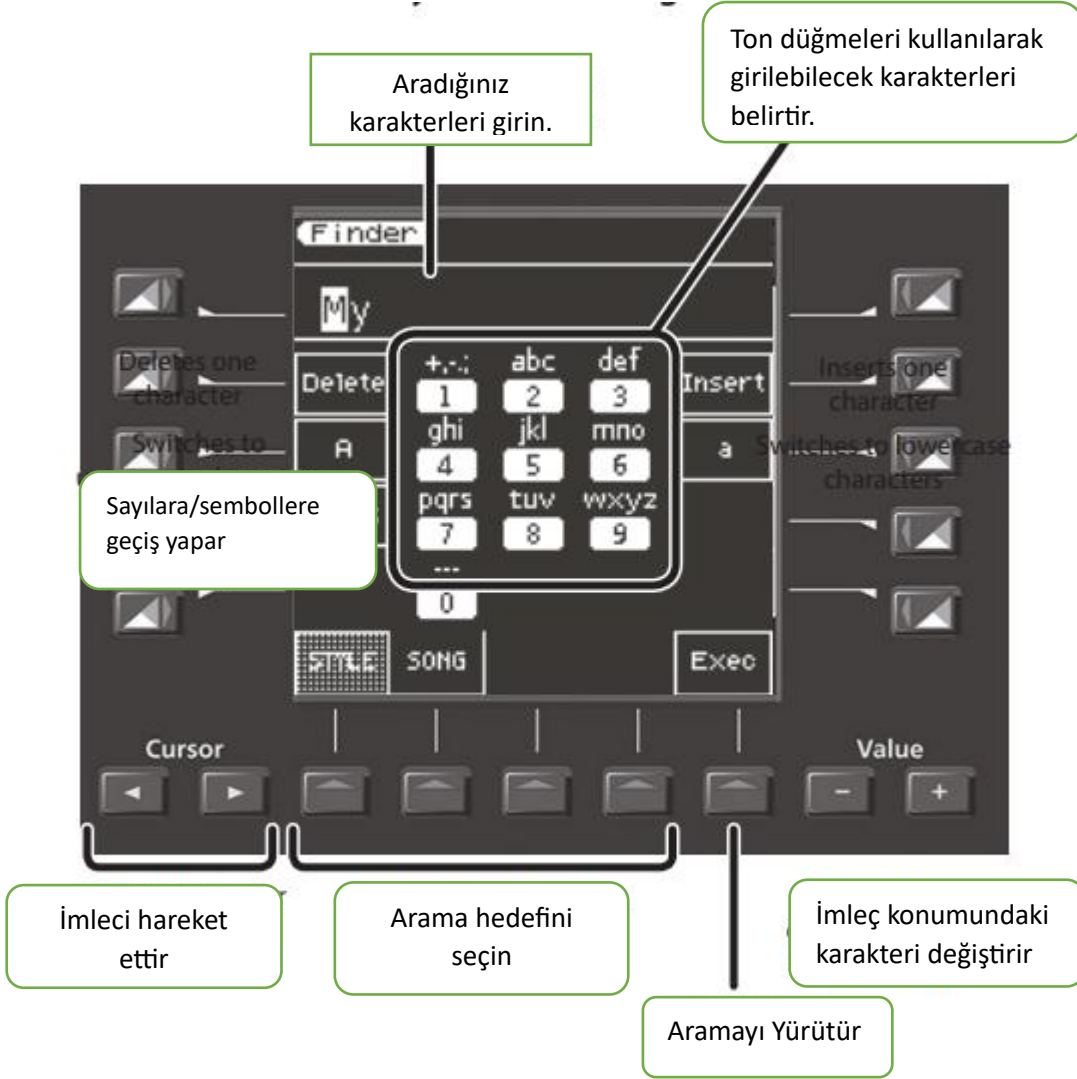 Ton düğmeleri kullanılarak
girilebilecek karakterleri
belirtir.
Aradığınız
karakterleri girin.
Finder
My
Deletes one
character
Delete
+,-.; abc def
1 2 3
Insert
Inserts one
character
Switches to
A
ghi jkl mno
4 5 6
a
Switches to lowercase
characters
Sayılara/sembollere
geçiş yapar
pqrs tuv wxyz
7 8 9
---
0
STYLE SONG Exec
Cursor
Value
- +
İmleci hareket
ettir
Arama hedefini
seçin
İmleç konumundaki
karakteri değiştirir
Aramayı Yürütür